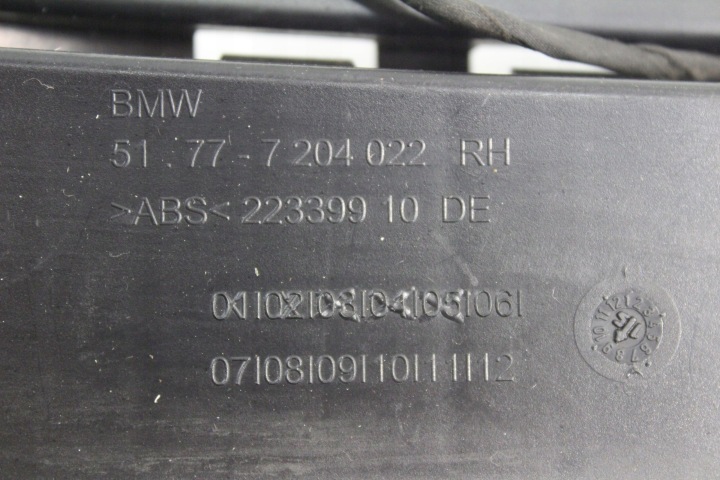 BMW
51.77-7 204 022 RH
>ABS< 223399 10 DE
01|02|03|04|05|06|
07|08|09|10|11|12